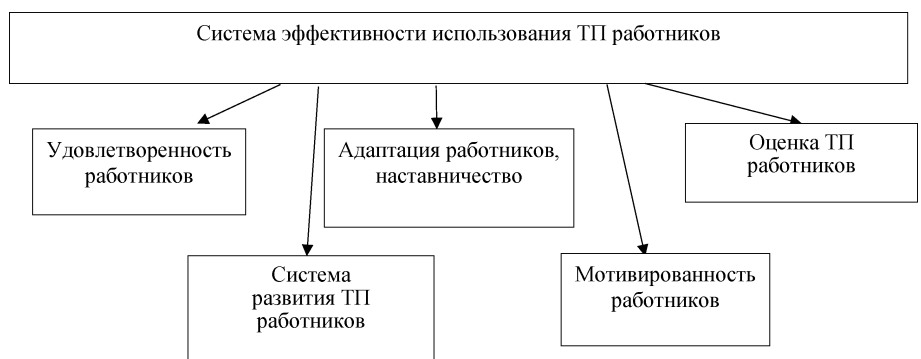 Система эффективности использования ТП работников
Удовлетворенность
работников
Адаптация работников,
наставничество
Оценка ТП
работников
Система
развития ТП
работников
Мотивированность
работников